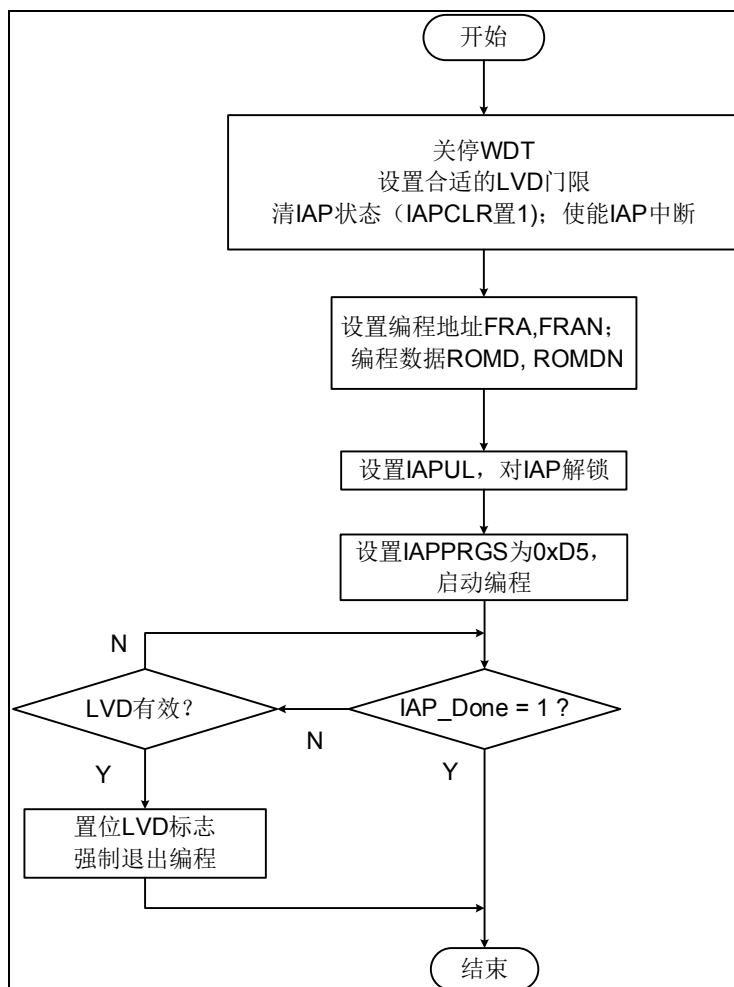 开始
关停WDT
设置合适的LVD门限
清IAP状态（IAPCLR置1)；使能IAP中断
设置编程地址FRA,FRAN；
编程数据ROMD, ROMDN
设置IAPUL，对IAP解锁
设置IAPPRGS为0xD5，
启动编程
N
LVD有效？
N
IAP_Done = 1 ?
Y
Y
置位LVD标志
强制退出编程
结束